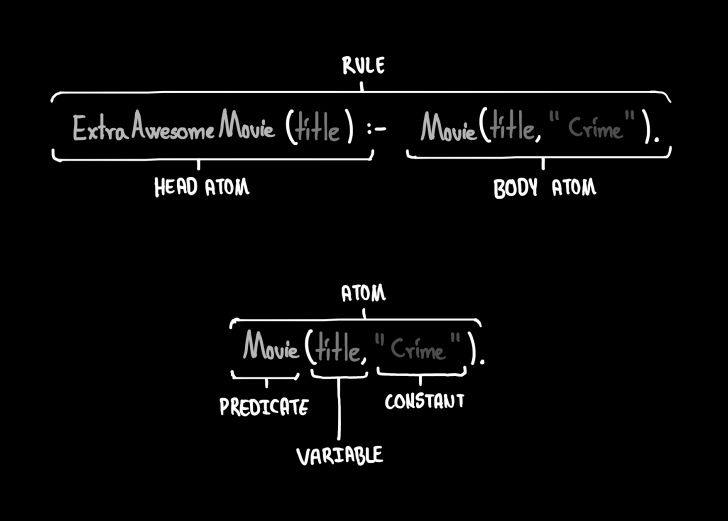 RULE
ExtraAwesomeMovie (title) :- Movie(title, "Crime").
HEAD ATOM BODY ATOM
ATOM
Movie (title, "Crime").
PREDICATE CONSTANT
VARIABLE